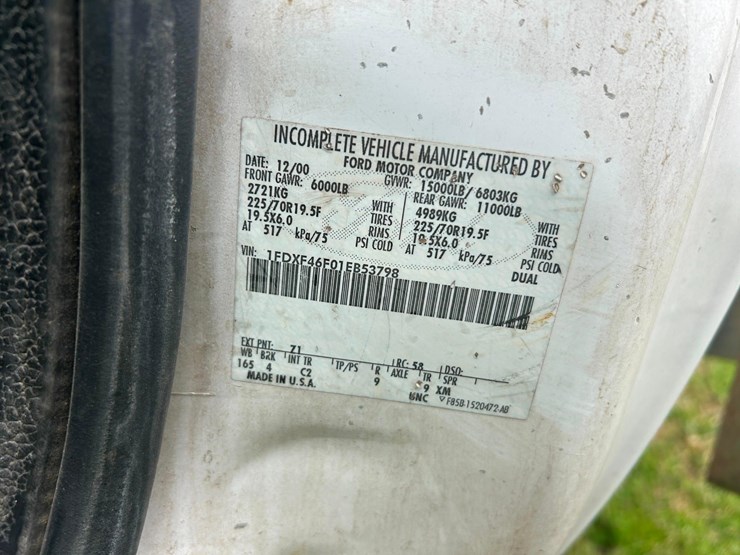 INCOMPLETE VEHICLE MANUFACTURED BY
FORD MOTOR COMPANY
DATE: 12/00 GVWR: 15000LB/ 6803KG
FRONT GAWR: 6000LB REAR GAWR: 11000LB
2721KG WITH 4989KG WITH
225/70R19.5F TIRES 225/70R19.5F TIRES
19.5X6.0 RIMS 19.5X6.0 RIMS
AT 517 kPa/75 PSI COLD AT 517 kPa/75 PSI COLD
DUAL
VIN: 1FDXF46F01EB53798
EXT PNT: 71 RC: 58 DSO:
WB BRK INT TR TP/PS R AXLE TR SPR
165 4 C2 9 9 XM
MADE IN U.S.A. UNC F85B-1520472-AB